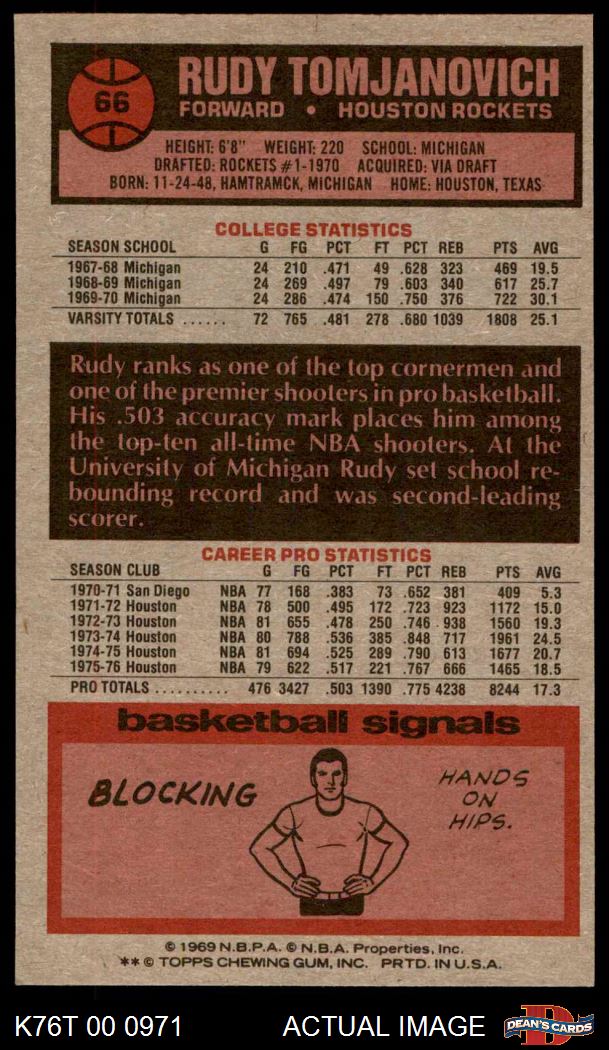 66
RUDY TOMJANOVICH
FORWARD • HOUSTON ROCKETS
HEIGHT: 6'8" WEIGHT: 220 SCHOOL: MICHIGAN
DRAFTED: ROCKETS #1-1970 ACQUIRED: VIA DRAFT
BORN: 11-24-48, HAMTRAMCK, MICHIGAN HOME: HOUSTON, TEXAS
COLLEGE STATISTICS
SEASON SCHOOL G FG PCT FT PCT REB PTS AVG
1967-68 Michigan 24 210 .471 49 .628 323 469 19.5
1968-69 Michigan 24 269 .497 79 .603 340 617 25.7
1969-70 Michigan 24 286 .474 150 .750 376 722 30.1
VARSITY TOTALS ...... 72 765 .481 278 .680 1039 1808 25.1
Rudy ranks as one of the top cornermen and
one of the premier shooters in pro basketball.
His .503 accuracy mark places him among
the top-ten all-time NBA shooters. At the
University of Michigan Rudy set school re-
bounding record and was second-leading
scorer.
CAREER PRO STATISTICS
SEASON CLUB G FG PCT FT PCT REB PTS AVG
1970-71 San Diego NBA 77 168 .383 73 .652 381 409 5.3
1971-72 Houston NBA 78 500 .495 172 .723 923 1172 15.0
1972-73 Houston NBA 81 655 .478 250 .746 938 1560 19.3
1973-74 Houston NBA 80 788 .536 385 .848 717 1961 24.5
1974-75 Houston NBA 81 694 .525 289 .790 613 1677 20.7
1975-76 Houston NBA 79 622 .517 221 .767 666 1465 18.5
PRO TOTALS .......... 476 3427 .503 1390 .775 4238 8244 17.3
basketball signals
BLOCKING
HANDS
ON
HIPS.
© 1969 N.B.P.A. © N.B.A. Properties, Inc.
** © TOPPS CHEWING GUM, INC. PRTD. IN U.S.A.
K76T 00 0971 ACTUAL IMAGE DEAN'S CARDS